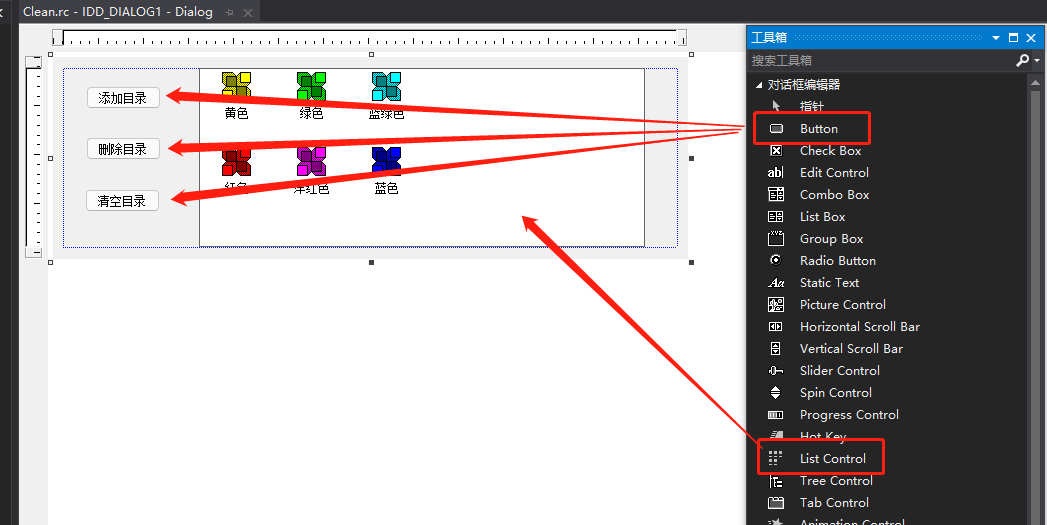 Clean.rc - IDD_DIALOG1 - Dialog
工具箱
搜索工具箱
对话框编辑器
指针
Button
Check Box
Edit Control
Combo Box
List Box
Group Box
Radio Button
Static Text
Picture Control
Horizontal Scroll Bar
Vertical Scroll Bar
Slider Control
Spin Control
Progress Control
Hot Key
List Control
Tree Control
Tab Control
Animation Control
添加目录
删除目录
清空目录
黄色 绿色 蓝绿色
红色 洋红色 蓝色